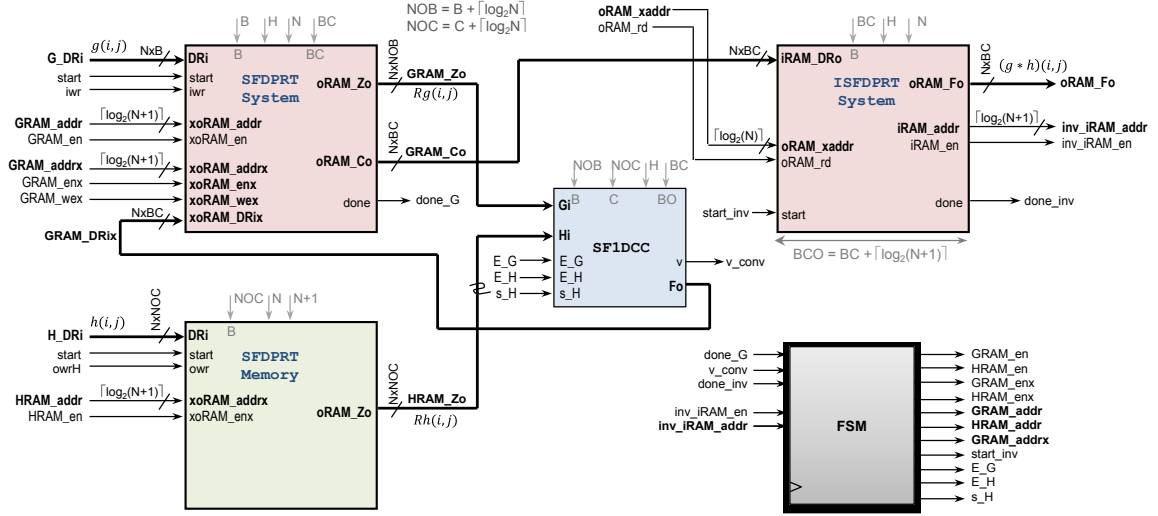 NOB = B + ⌈log₂N⌉
NOC = C + ⌈log₂N⌉
B
H
N
BC
G_DRi
g(i,j)
NxB
DRi
B
BC
start
start
iwr
iwr
SFDPRT
System
GRAM_addr
⌈log₂(N+1)⌉
xoRAM_addr
GRAM_en
xoRAM_en
GRAM_addrx
⌈log₂(N+1)⌉
xoRAM_addrx
GRAM_enx
xoRAM_enx
GRAM_wex
xoRAM_wex
NxBC
xoRAM_DRix
GRAM_DRix
oRAM_Zo
NxNOB
GRAM_Zo
Rg(i,j)
oRAM_Co
NxBC
GRAM_Co
done
done_G
oRAM_xaddr
oRAM_rd
BC
H
N
NxBC
iRAM_DRo
B
ISFDPRT
System
⌈log₂(N)⌉
oRAM_xaddr
oRAM_rd
start_inv
start
oRAM_Fo
NxBC
(g * h)(i,j)
oRAM_Fo
iRAM_addr
⌈log₂(N+1)⌉
inv_iRAM_addr
iRAM_en
inv_iRAM_en
done
done_inv
BCO = BC + ⌈log₂(N+1)⌉
NOB
NOC
H
BC
B
C
BO
Gi
Hi
SF1DCC
E_G
E_G
E_H
E_H
s_H
s_H
v
v_conv
Fo
NOC
N
N+1
H_DRi
h(i,j)
NxNOC
DRi
B
start
start
owrH
owr
SFDPRT
Memory
HRAM_addr
⌈log₂(N+1)⌉
xoRAM_addrx
HRAM_en
xoRAM_enx
oRAM_Zo
NxNOC
HRAM_Zo
Rh(i,j)
done_G
v_conv
done_inv
inv_iRAM_en
inv_iRAM_addr
FSM
GRAM_en
HRAM_en
GRAM_enx
HRAM_enx
GRAM_addr
HRAM_addr
GRAM_addrx
start_inv
E_G
E_H
s_H